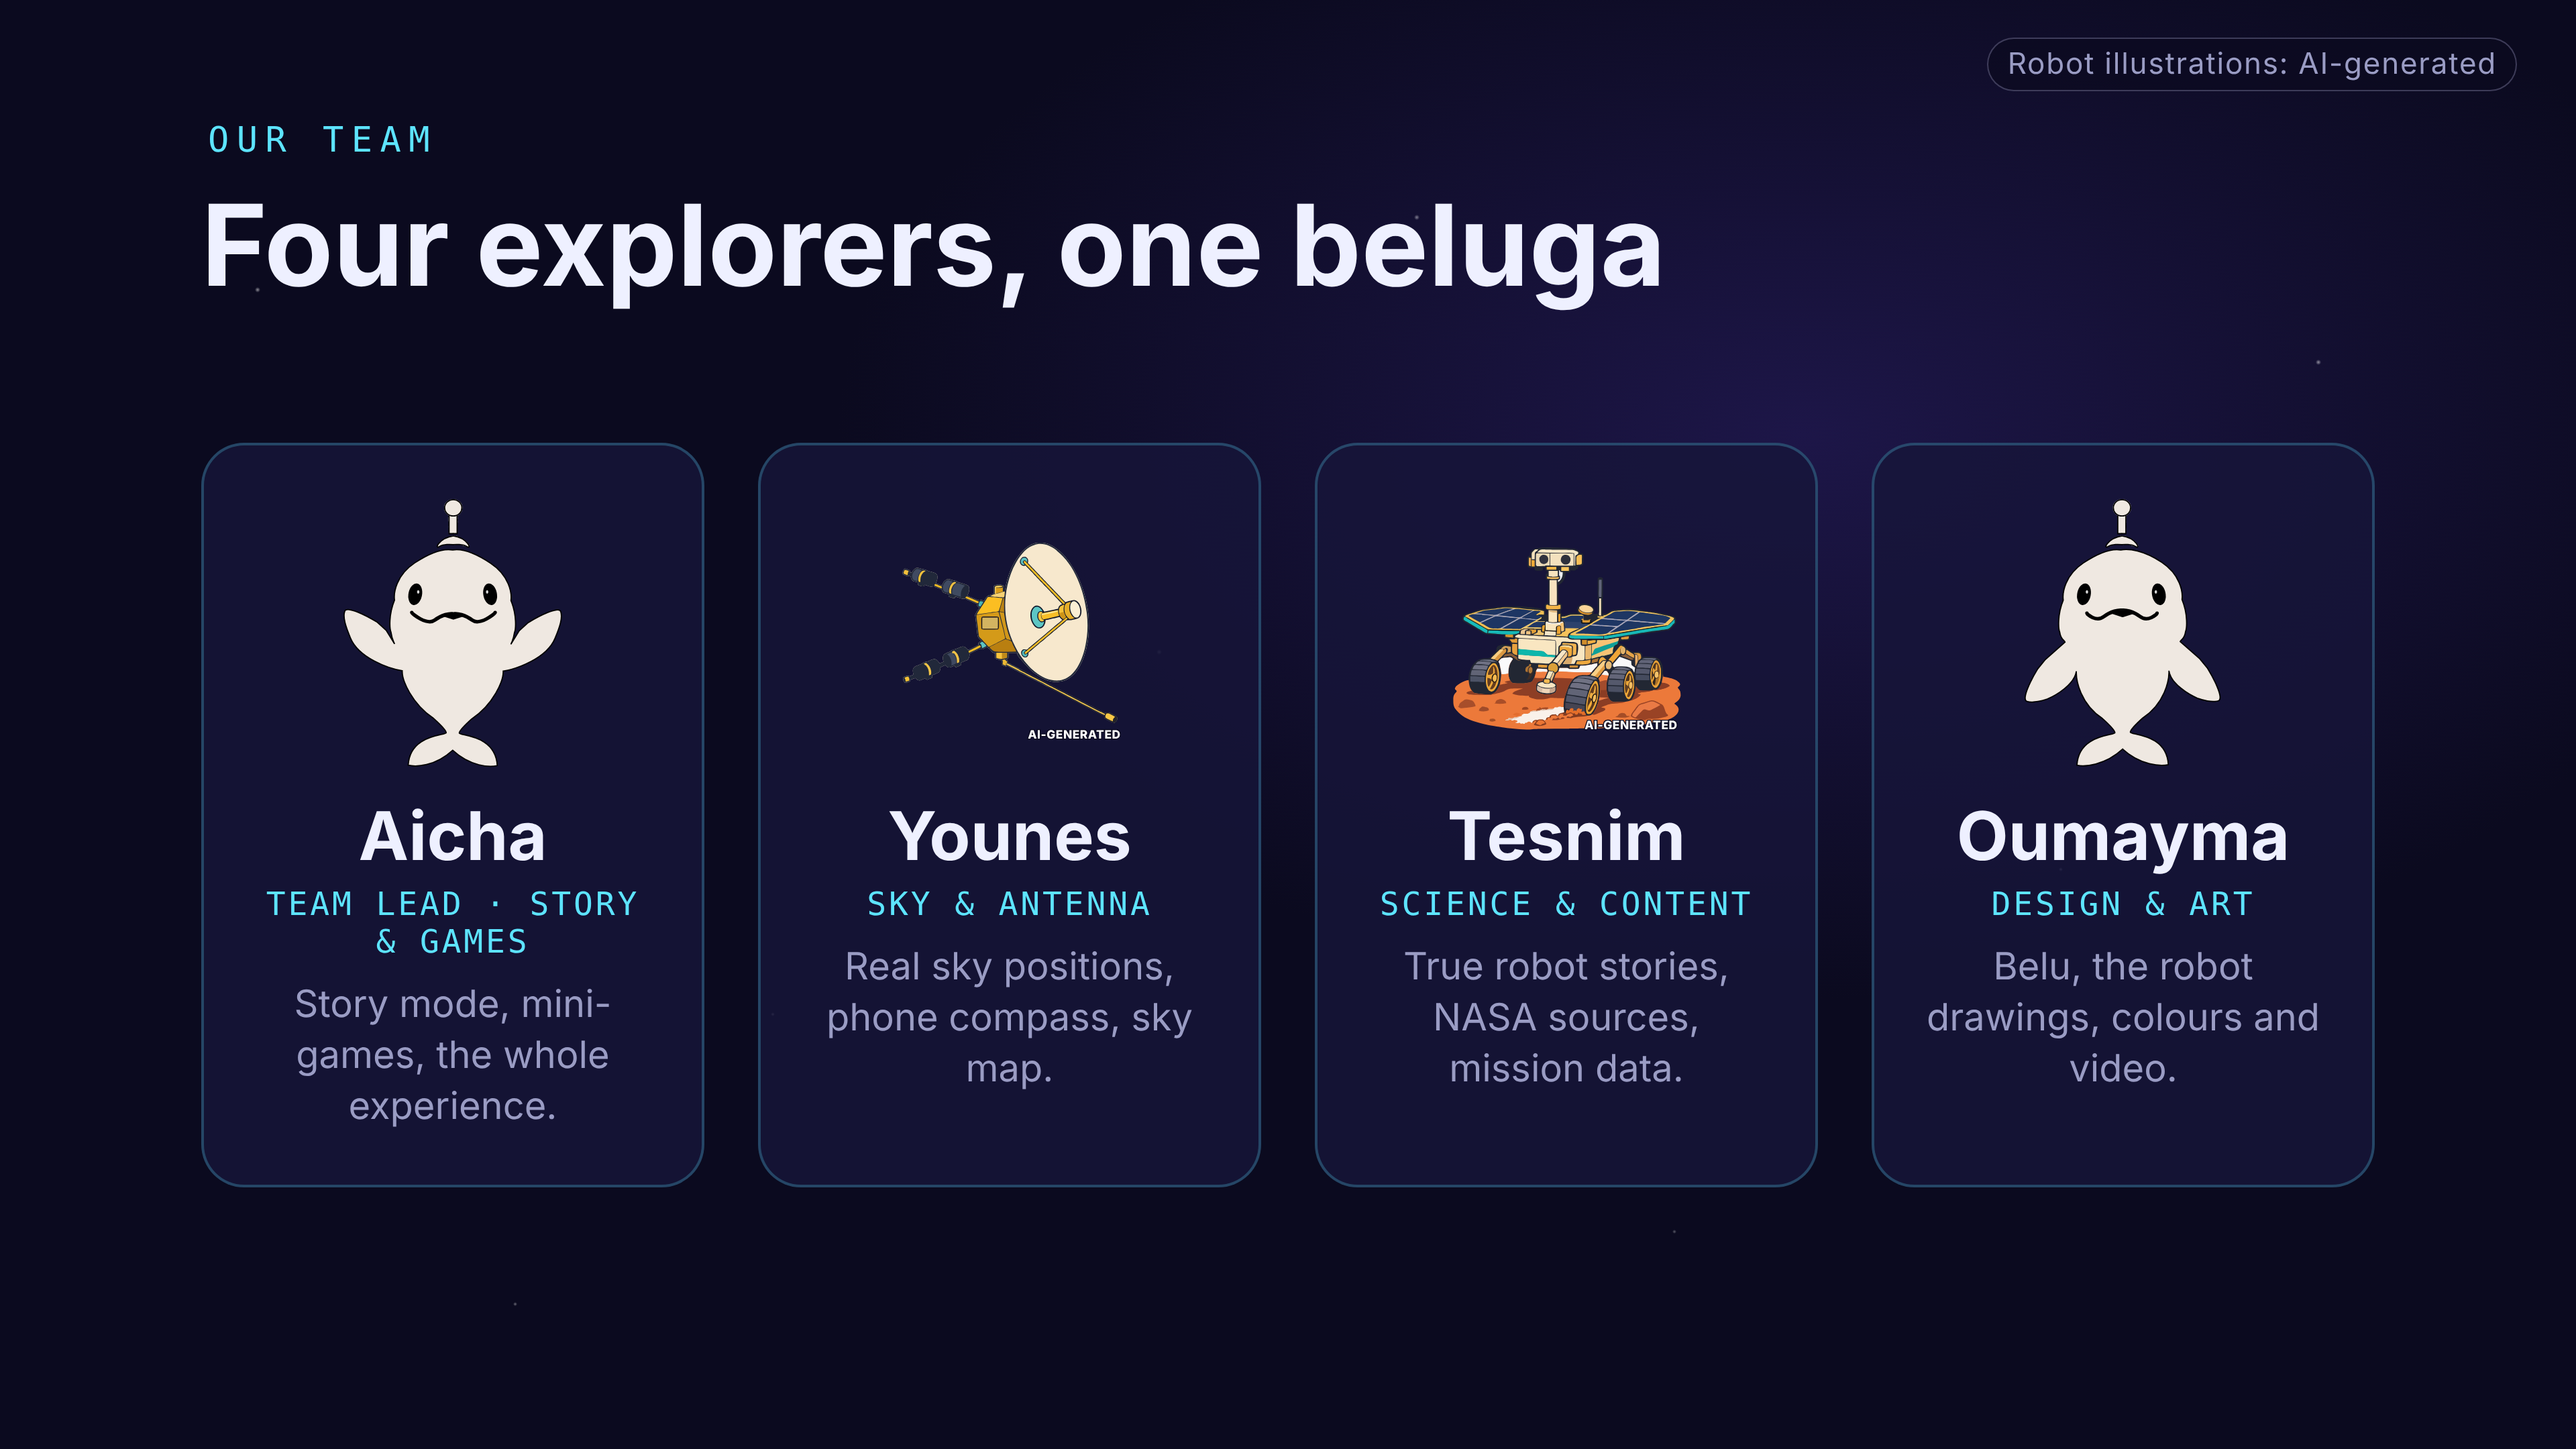 Robot illustrations: AI-generated
OUR TEAM
Four explorers, one beluga
AI-GENERATED
AI-GENERATED
Aicha
TEAM LEAD · STORY
& GAMES
Story mode, mini-
games, the whole
experience.
Younes
SKY & ANTENNA
Real sky positions,
phone compass, sky
map.
Tesnim
SCIENCE & CONTENT
True robot stories,
NASA sources,
mission data.
Oumayma
DESIGN & ART
Belu, the robot
drawings, colours and
video.